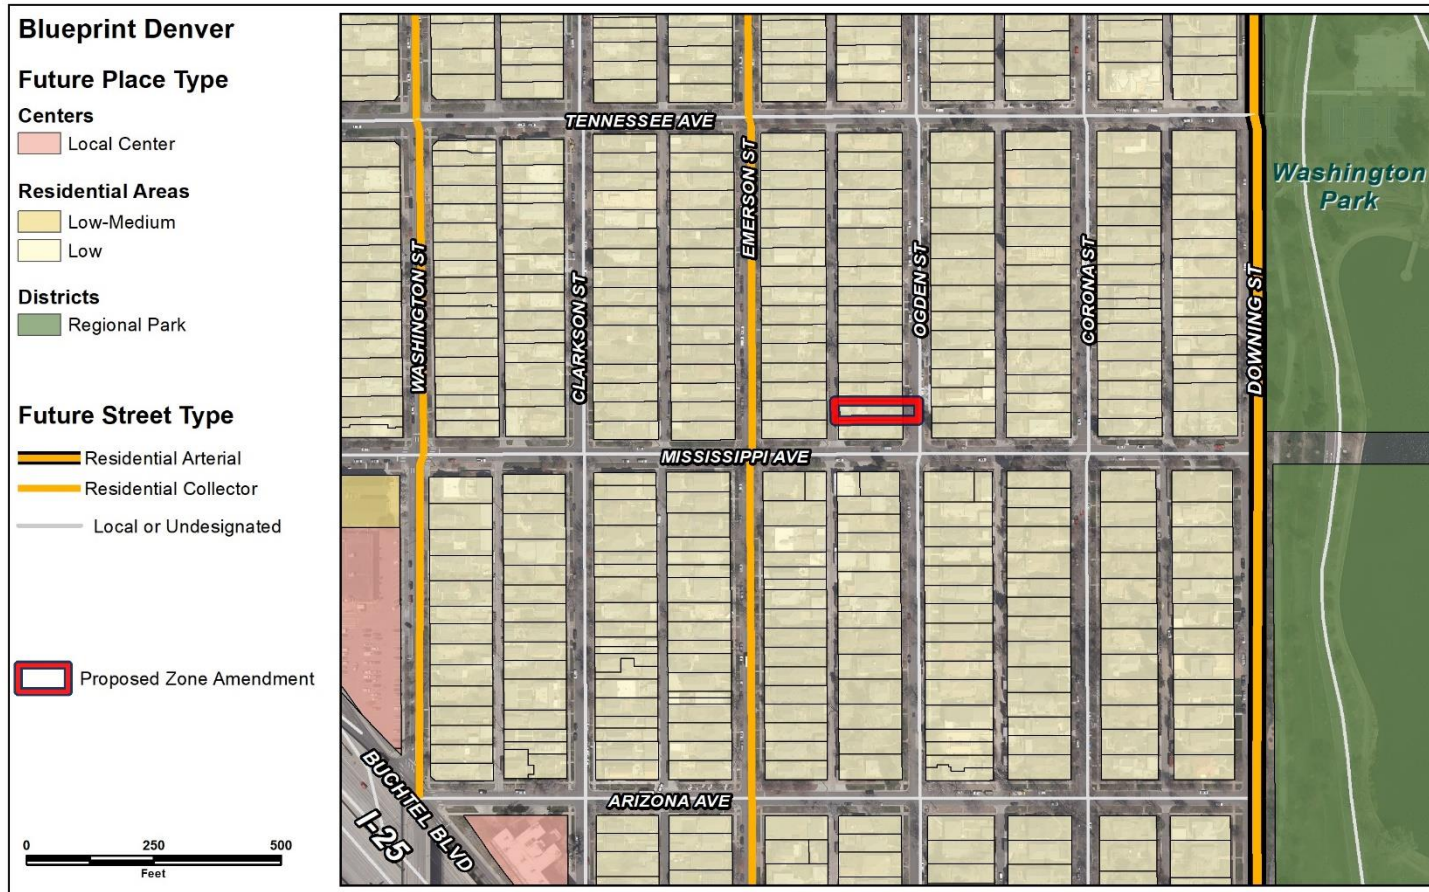 Blueprint Denver
Future Place Type
Centers
Local Center
Residential Areas
Low-Medium
Low
Districts
Regional Park
Future Street Type
Residential Arterial
Residential Collector
Local or Undesignated
Proposed Zone Amendment
0 250 500
Feet
TENNESSEE AVE
WASHINGTON ST
CLARKSON ST
EMERSON ST
OGDEN ST
CORONA ST
DOWNING ST
Washington
Park
MISSISSIPPI AVE
ARIZONA AVE
BUCHTEL BLVD
I-25